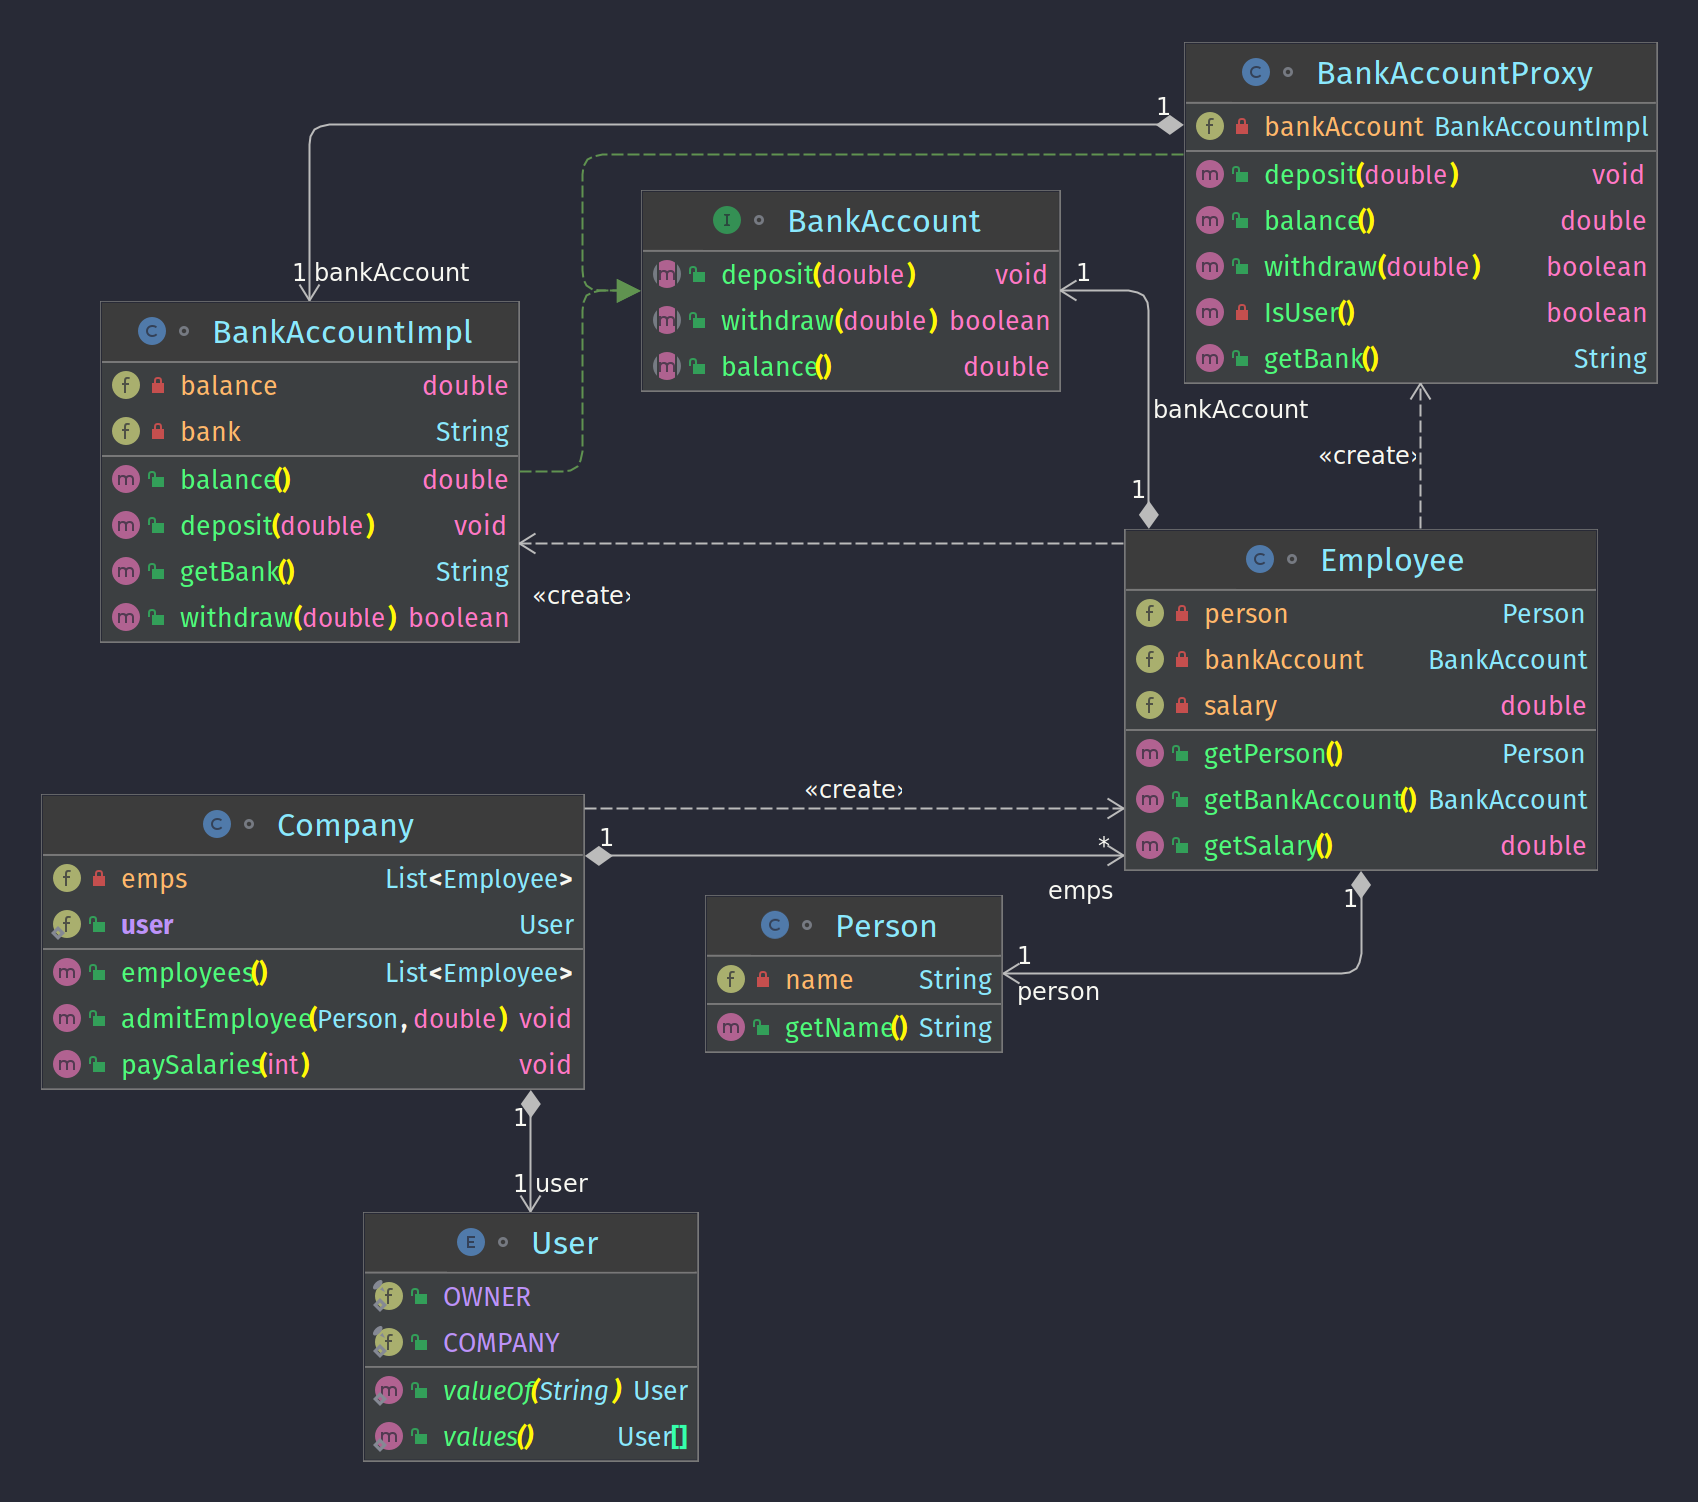 BankAccountProxy
bankAccount BankAccountImpl
deposit(double) void
balance() double
withdraw(double) boolean
IsUser() boolean
getBank() String
1
1 bankAccount
BankAccount
deposit(double) void
withdraw(double) boolean
balance() double
1
bankAccount
1
«create›
BankAccountImpl
balance double
bank String
balance() double
deposit(double) void
getBank() String
withdraw(double) boolean
«create›
Employee
person Person
bankAccount BankAccount
salary double
getPerson() Person
getBankAccount() BankAccount
getSalary() double
«create›
1
*
emps
1
Company
emps List<Employee>
user User
employees() List<Employee>
admitEmployee(Person,double) void
paySalaries(int) void
Person
name String
getName() String
1
person
1
1 user
User
OWNER
COMPANY
valueOf(String) User
values() User[]